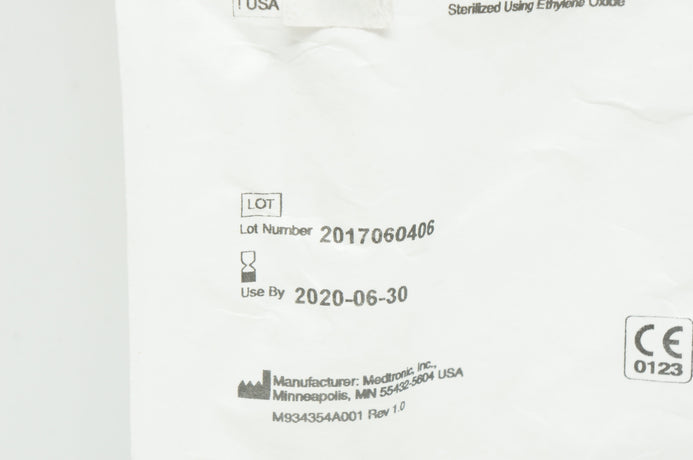 ! USA
Sterilized Using Ethylene Oxide
LOT
Lot Number 2017060406
Use By 2020-06-30
CE
0123
Manufacturer: Medtronic, Inc.,
Minneapolis, MN 55432-5604 USA
M934354A001 Rev 1.0